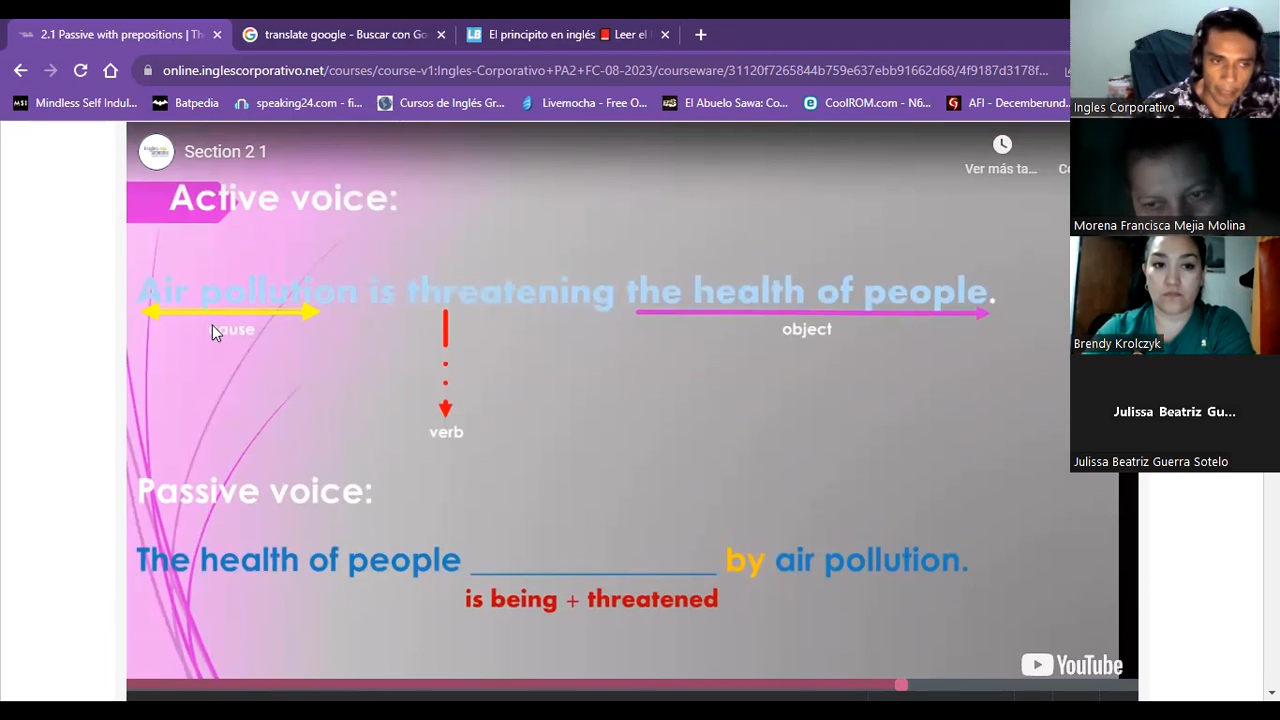 2.1 Passive with prepositions | Th
translate google - Buscar con Go
El principito en inglés 📕 Leer el
online.inglescorporativo.net/courses/course-v1:Ingles-Corporativo+PA2+FC-08-2023/courseware/31120f7265844b759e637ebb91662d68/4f9187d3178f...
Mindless Self Indul...
Batpedia
speaking24.com - fi...
Cursos de Inglés Gr...
Livemocha - Free O...
El Abuelo Sawa: Co...
CoolROM.com - N6...
AFI - Decemberund...
Section 2 1
Ver más ta...
Active voice:
Air pollution is threatening the health of people.
cause
object
verb
Passive voice:
The health of people ____________ by air pollution.
is being + threatened
YouTube
Ingles Corporativo
Morena Francisca Mejia Molina
Brendy Krolczyk
Julissa Beatriz Gu...
Julissa Beatriz Guerra Sotelo